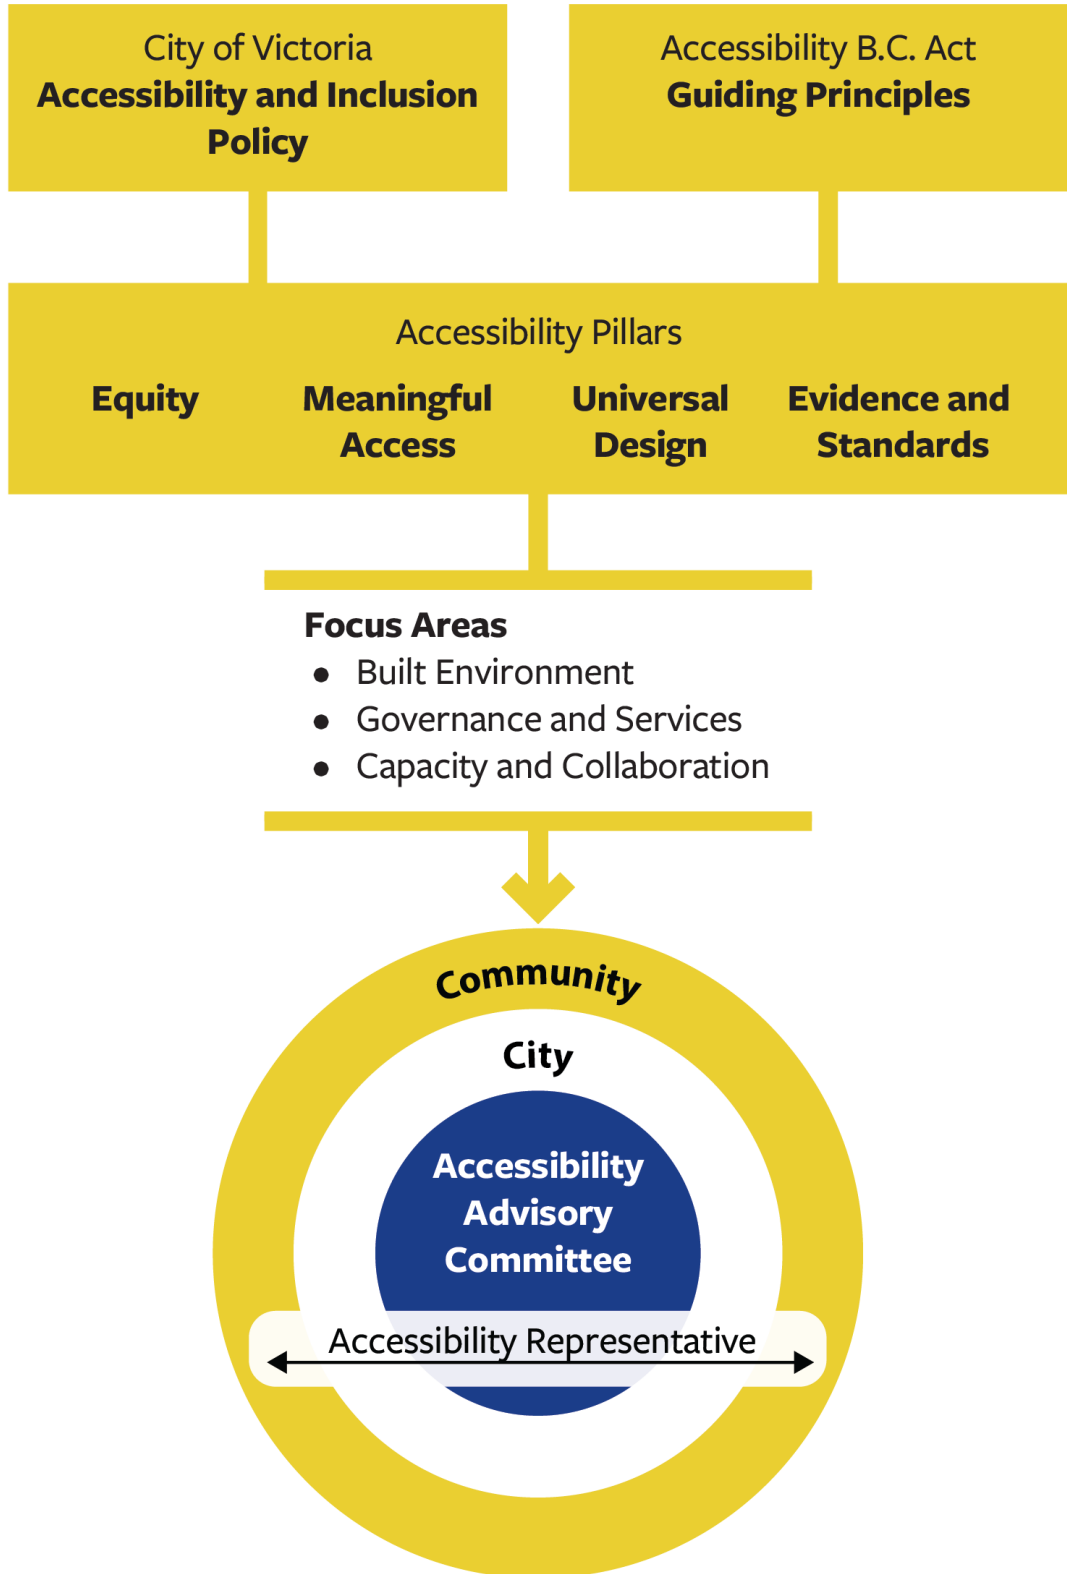 City of Victoria
Accessibility and Inclusion
Policy
Accessibility B.C. Act
Guiding Principles
Accessibility Pillars
Equity
Meaningful
Access
Universal
Design
Evidence and
Standards
Focus Areas
● Built Environment
● Governance and Services
● Capacity and Collaboration
Community
City
Accessibility
Advisory
Committee
Accessibility Representative